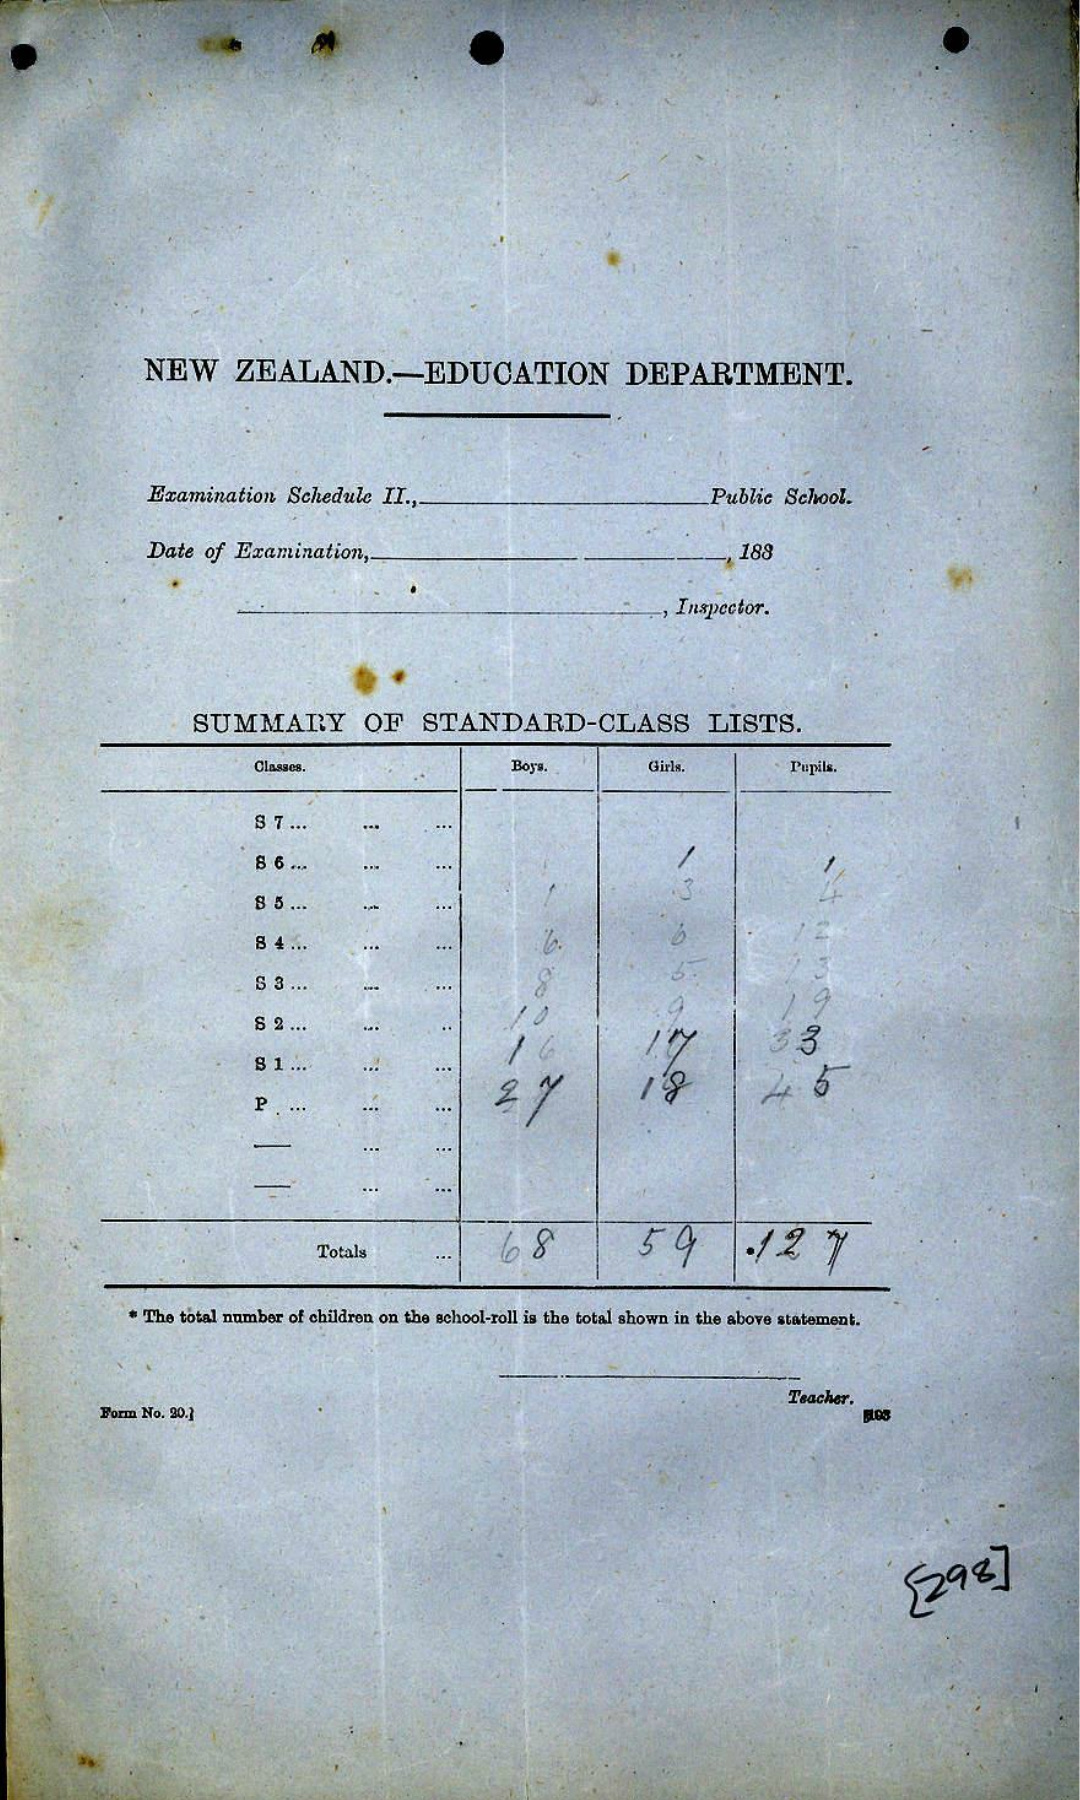 NEW ZEALAND.—EDUCATION DEPARTMENT.
Examination Schedule II., Public School.
Date of Examination, , 188
, Inspector.
SUMMARY OF STANDARD-CLASS LISTS.
Classes. Boys. Girls. Pupils.
S 7 ... ... ...
S 6 ... ... ... 1 1
S 5 ... ... ... 1 3 4
S 4 ... ... ... 6 6 12
S 3 ... ... ... 8 5 13
S 2 ... ... .. 10 9 19
S 1 ... ... ... 16 17 33
P . ... ... ... 27 18 45
— ... ...
— ... ...
Totals ... 68 59 127
* The total number of children on the school-roll is the total shown in the above statement.
Teacher.
Form No. 20.]
[298]